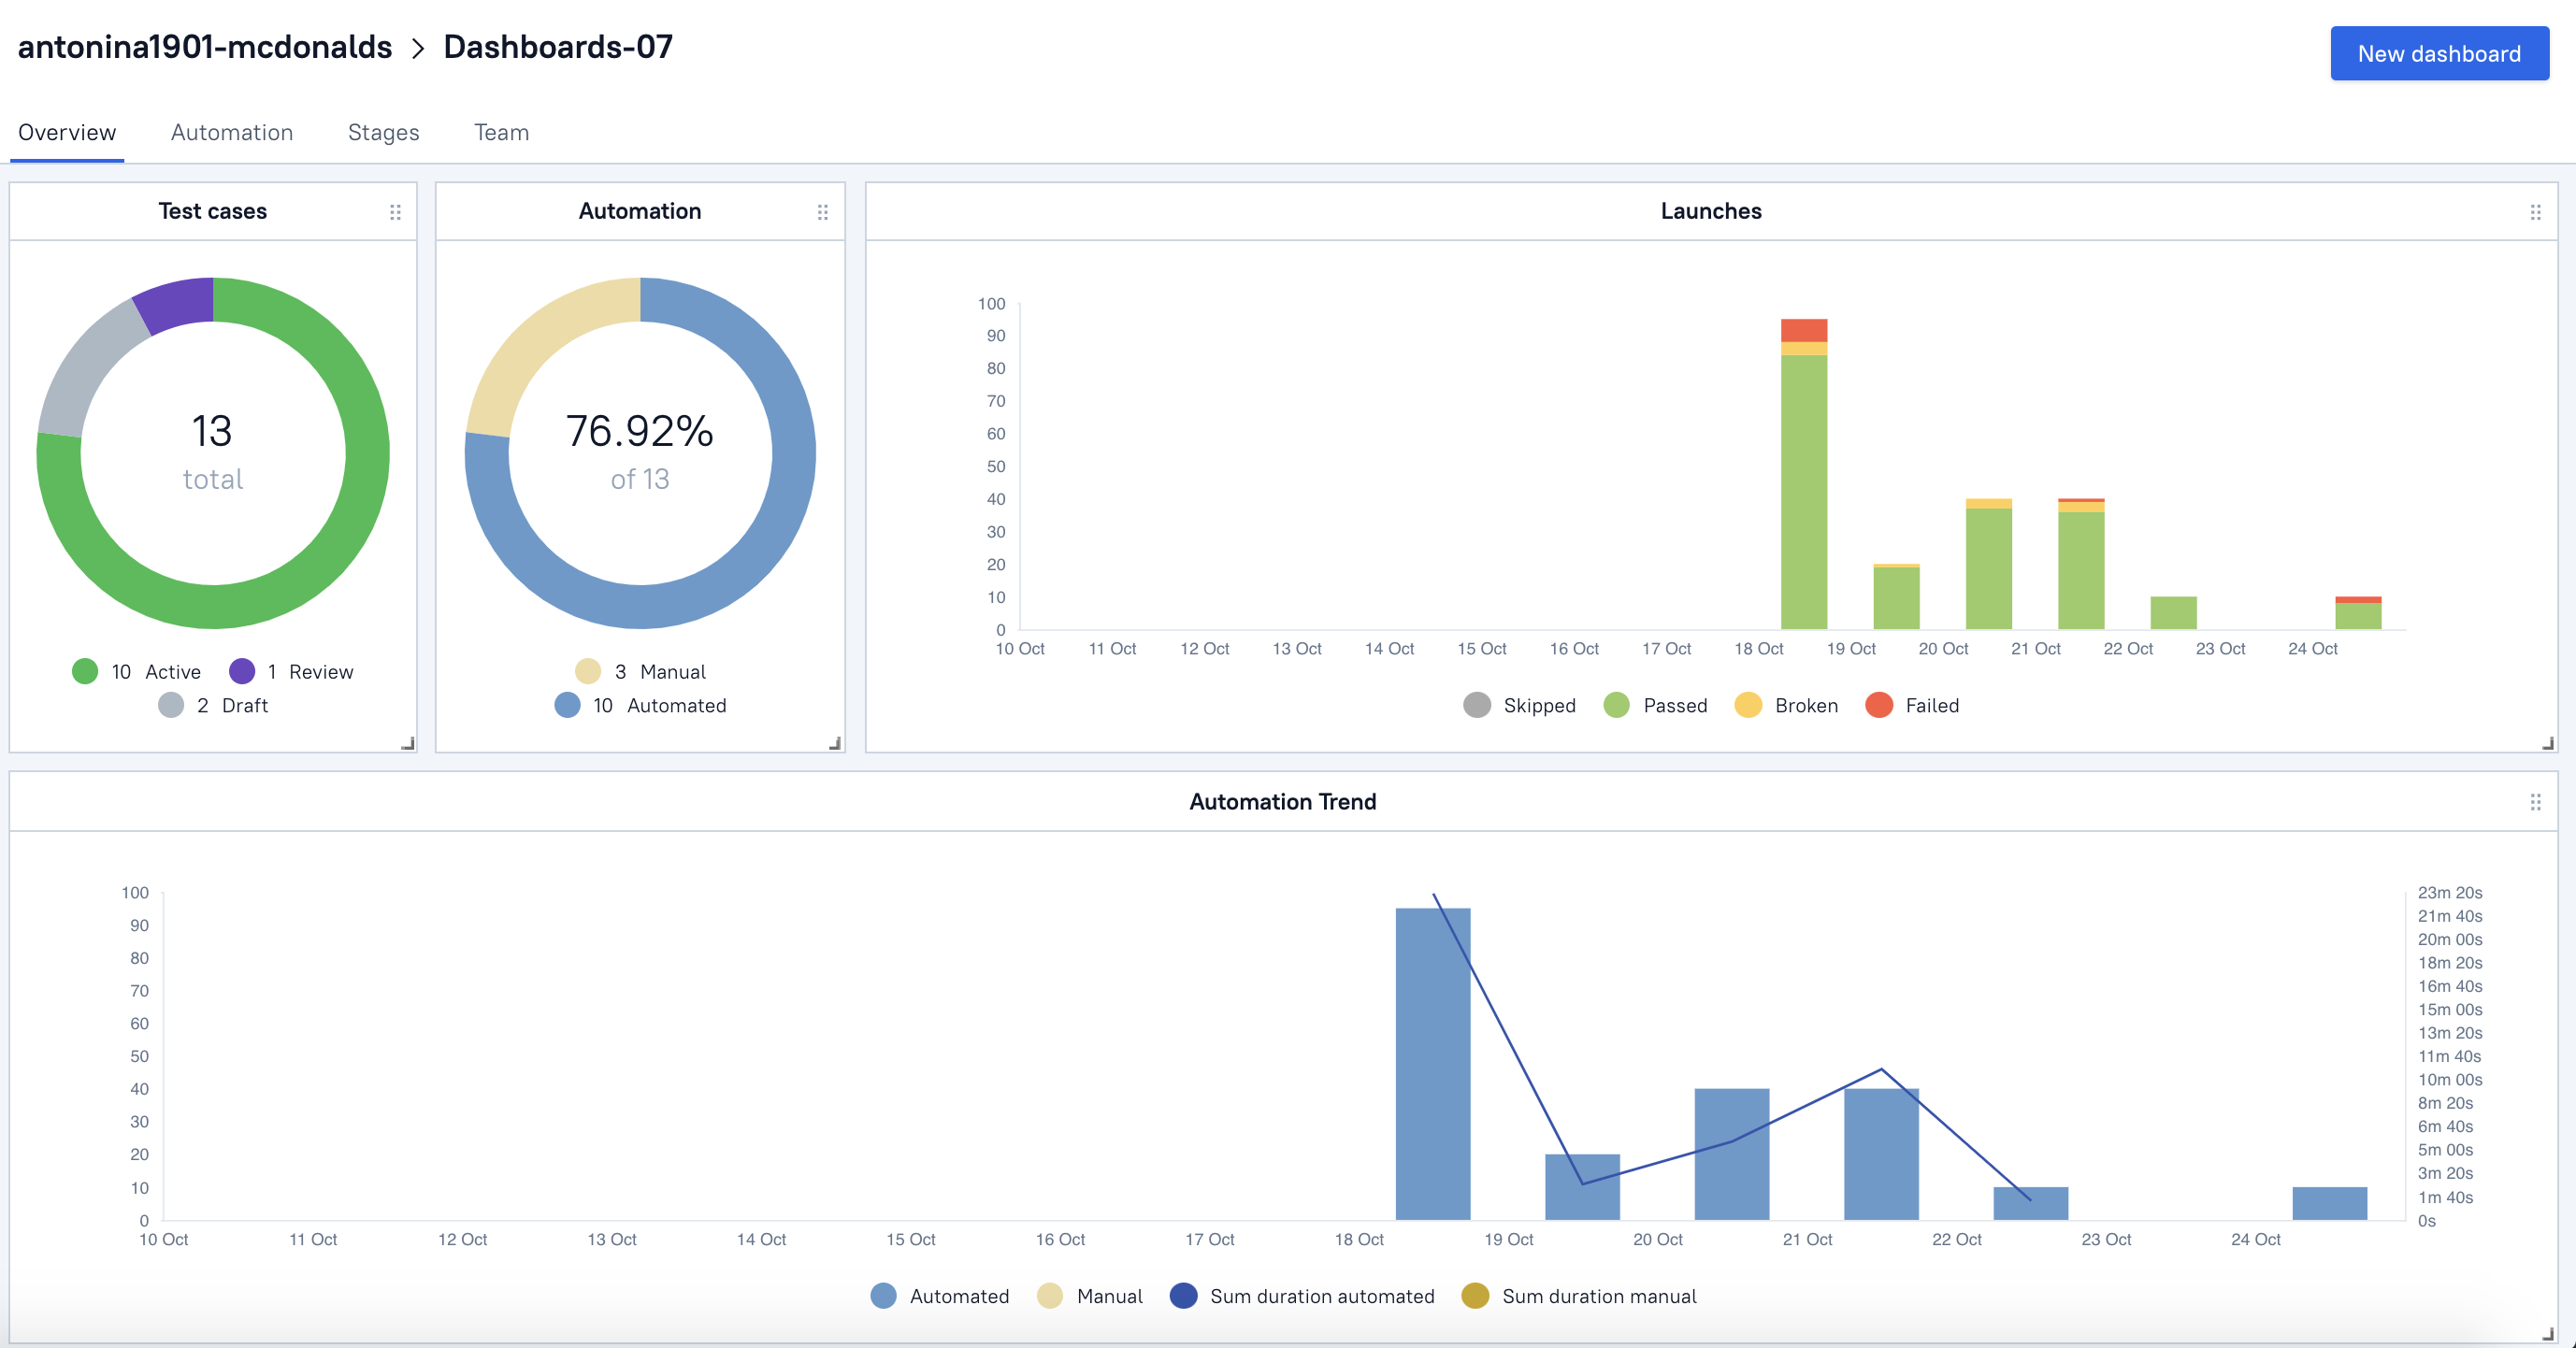 antonina1901-mcdonalds > Dashboards-07
New dashboard
Overview Automation Stages Team
Test cases
13
total
10 Active 1 Review
2 Draft
Automation
76.92%
of 13
3 Manual
10 Automated
Launches
100
90
80
70
60
50
40
30
20
10
0
10 Oct 11 Oct 12 Oct 13 Oct 14 Oct 15 Oct 16 Oct 17 Oct 18 Oct 19 Oct 20 Oct 21 Oct 22 Oct 23 Oct 24 Oct
Skipped Passed Broken Failed
Automation Trend
100
90
80
70
60
50
40
30
20
10
0
23m 20s
21m 40s
20m 00s
18m 20s
16m 40s
15m 00s
13m 20s
11m 40s
10m 00s
8m 20s
6m 40s
5m 00s
3m 20s
1m 40s
0s
10 Oct 11 Oct 12 Oct 13 Oct 14 Oct 15 Oct 16 Oct 17 Oct 18 Oct 19 Oct 20 Oct 21 Oct 22 Oct 23 Oct 24 Oct
Automated Manual Sum duration automated Sum duration manual